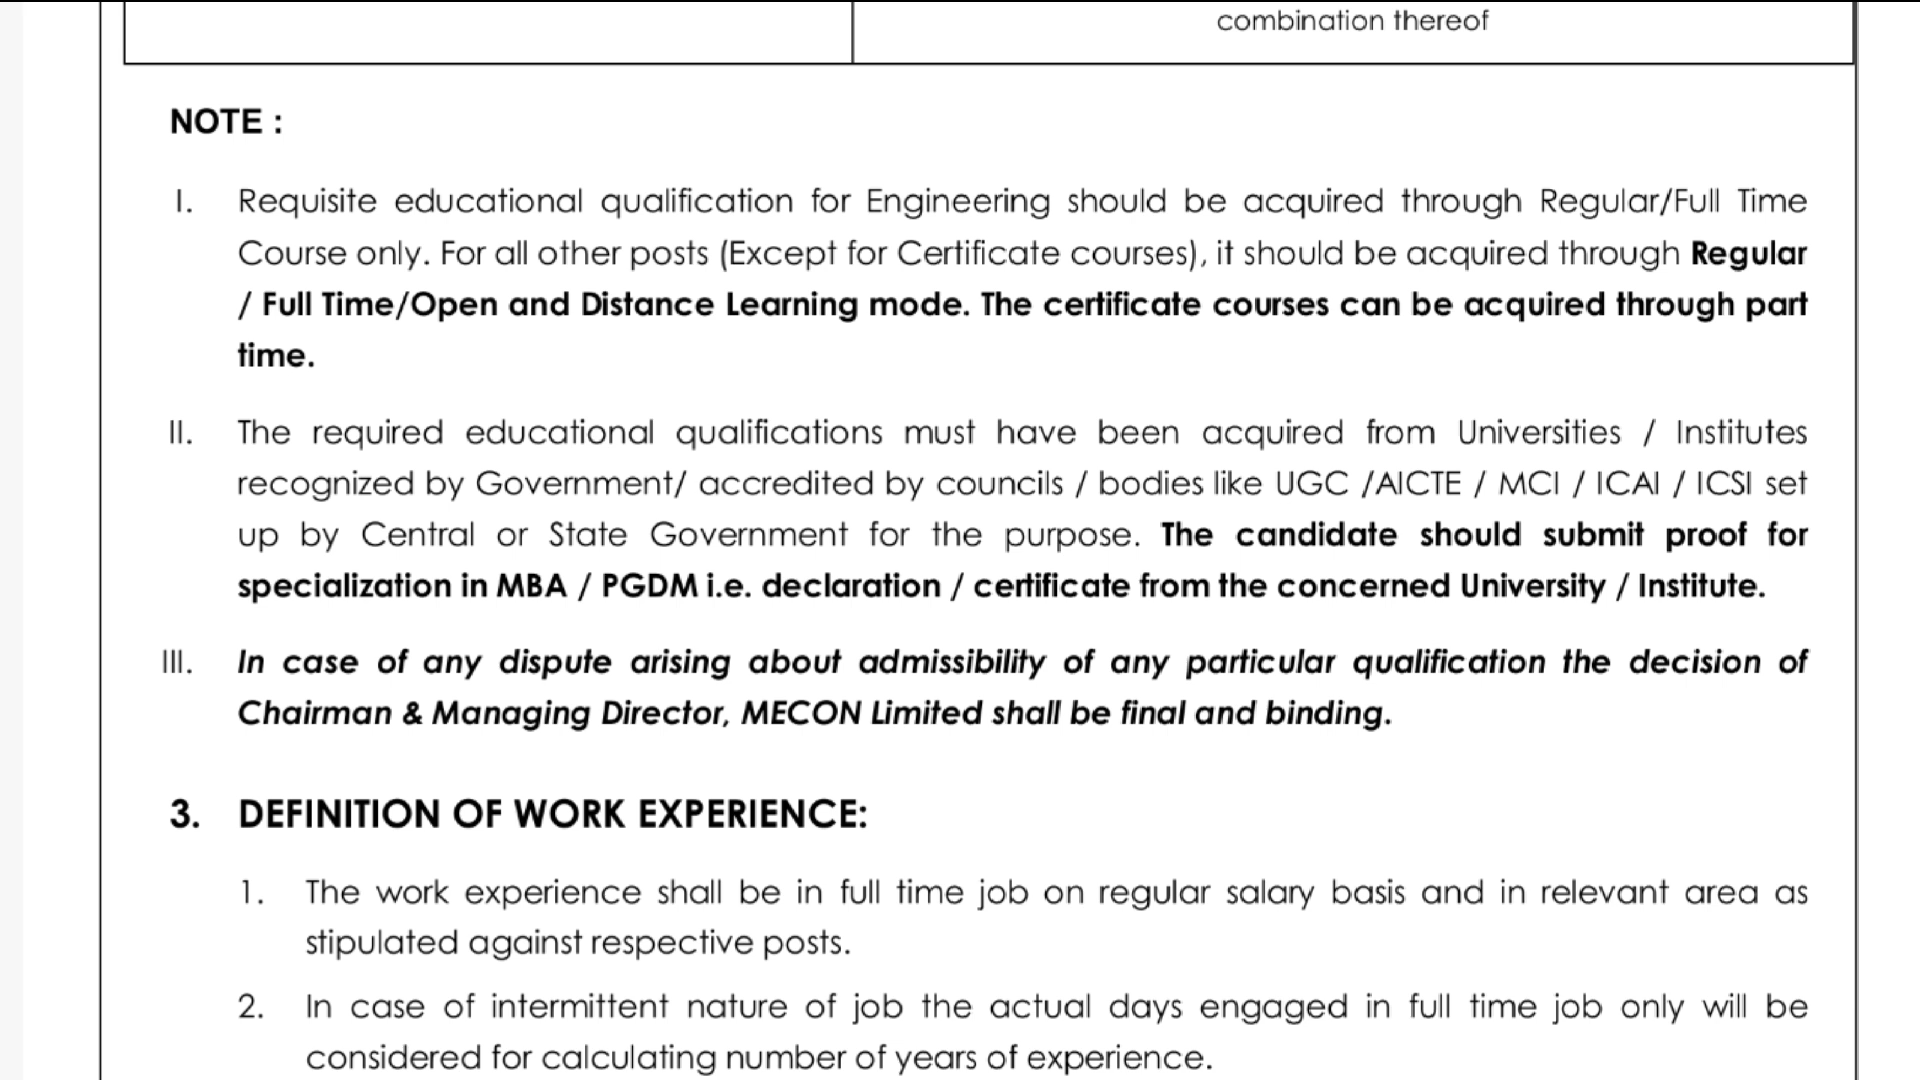 combination thereof
NOTE :
I. Requisite educational qualification for Engineering should be acquired through Regular/Full Time
Course only. For all other posts (Except for Certificate courses), it should be acquired through Regular
/ Full Time/Open and Distance Learning mode. The certificate courses can be acquired through part
time.
II. The required educational qualifications must have been acquired from Universities / Institutes
recognized by Government/ accredited by councils / bodies like UGC /AICTE / MCI / ICAI / ICSI set
up by Central or State Government for the purpose. The candidate should submit proof for
specialization in MBA / PGDM i.e. declaration / certificate from the concerned University / Institute.
III. In case of any dispute arising about admissibility of any particular qualification the decision of
Chairman & Managing Director, MECON Limited shall be final and binding.
3. DEFINITION OF WORK EXPERIENCE:
1. The work experience shall be in full time job on regular salary basis and in relevant area as
stipulated against respective posts.
2. In case of intermittent nature of job the actual days engaged in full time job only will be
considered for calculating number of years of experience.